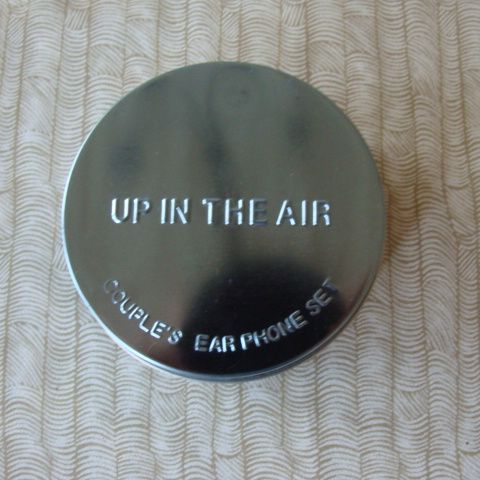 UP IN THE AIR
COUPLE'S EAR PHONE SET